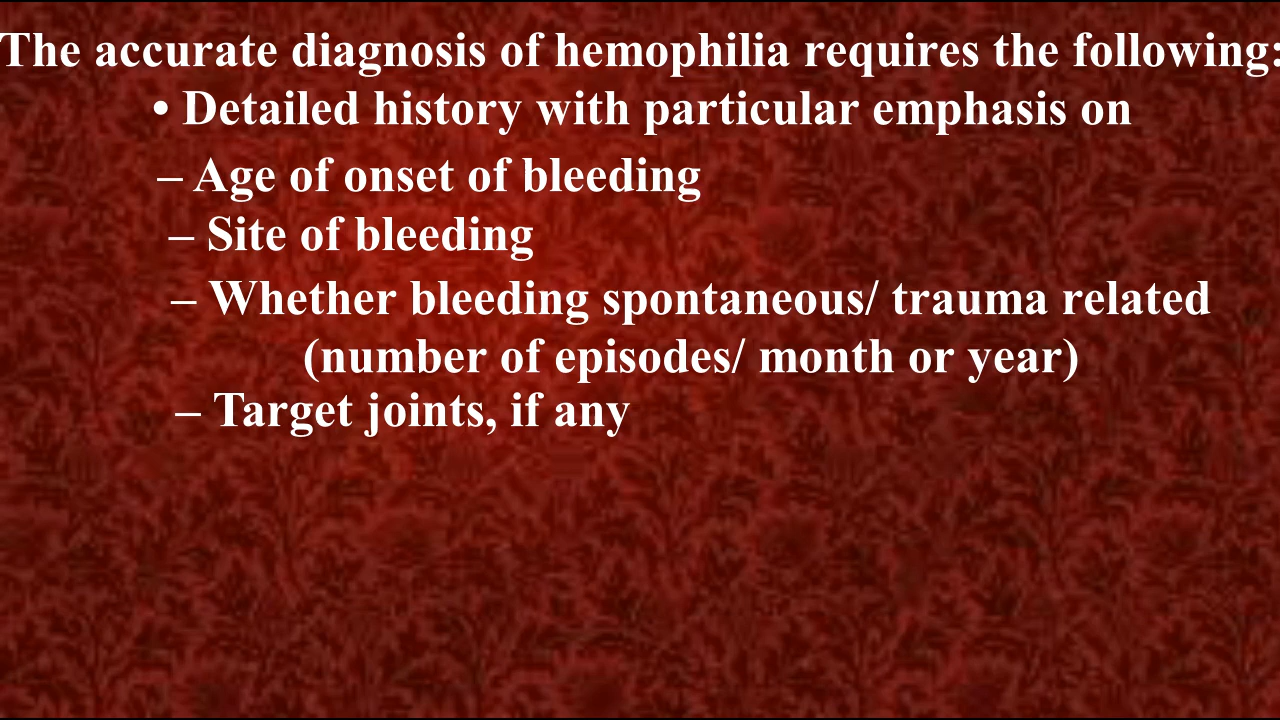 The accurate diagnosis of hemophilia requires the following:
• Detailed history with particular emphasis on
– Age of onset of bleeding
– Site of bleeding
– Whether bleeding spontaneous/ trauma related
(number of episodes/ month or year)
– Target joints, if any